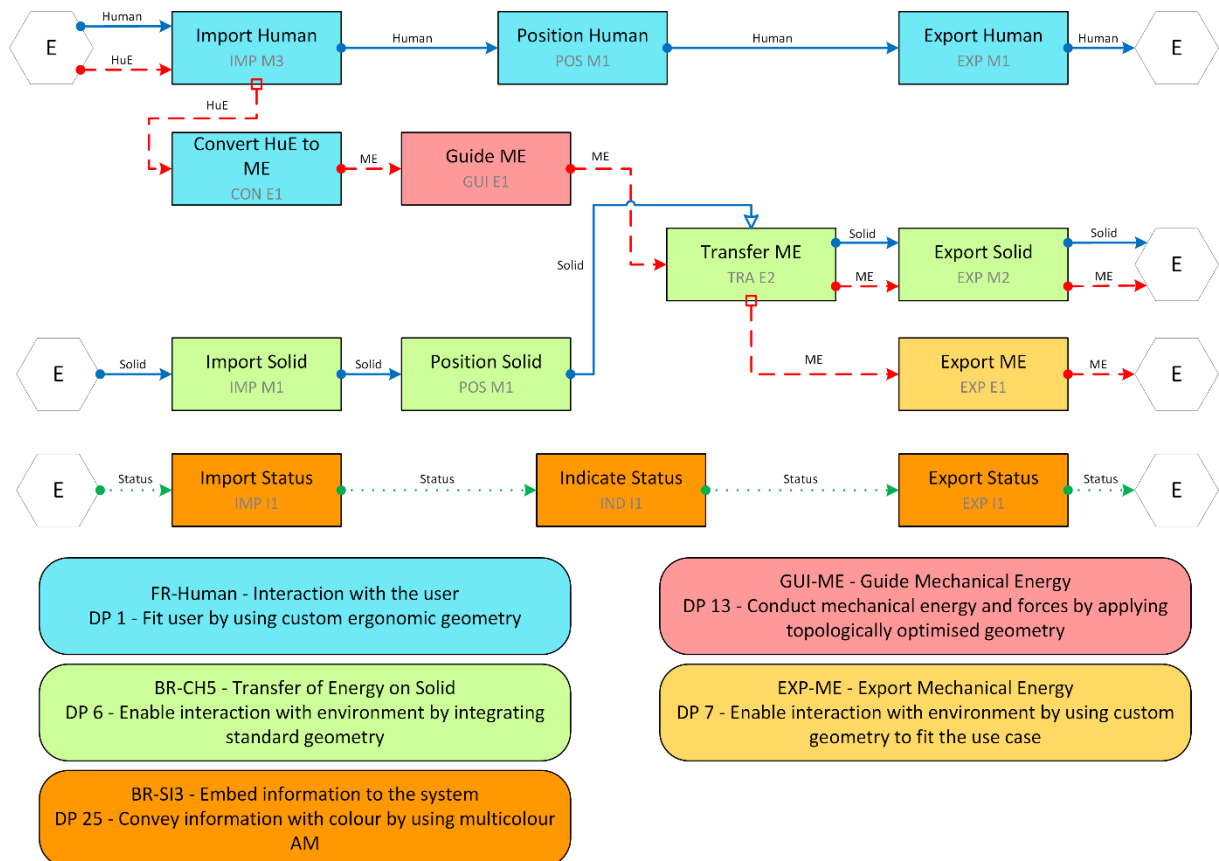 Human
E
HuE
Import Human
IMP M3
Human
Position Human
POS M1
Human
Export Human
EXP M1
Human
E
HuE
Convert HuE to
ME
CON E1
ME
Guide ME
GUI E1
ME
Solid
Transfer ME
TRA E2
Solid
ME
Export Solid
EXP M2
Solid
ME
E
E
Solid
Import Solid
IMP M1
Solid
Position Solid
POS M1
ME
Export ME
EXP E1
ME
E
E
Status
Import Status
IMP I1
Status
Indicate Status
IND I1
Status
Export Status
EXP I1
Status
E
FR-Human - Interaction with the user
DP 1 - Fit user by using custom ergonomic geometry
GUI-ME - Guide Mechanical Energy
DP 13 - Conduct mechanical energy and forces by applying
topologically optimised geometry
BR-CH5 - Transfer of Energy on Solid
DP 6 - Enable interaction with environment by integrating
standard geometry
EXP-ME - Export Mechanical Energy
DP 7 - Enable interaction with environment by using custom
geometry to fit the use case
BR-SI3 - Embed information to the system
DP 25 - Convey information with colour by using multicolour
AM